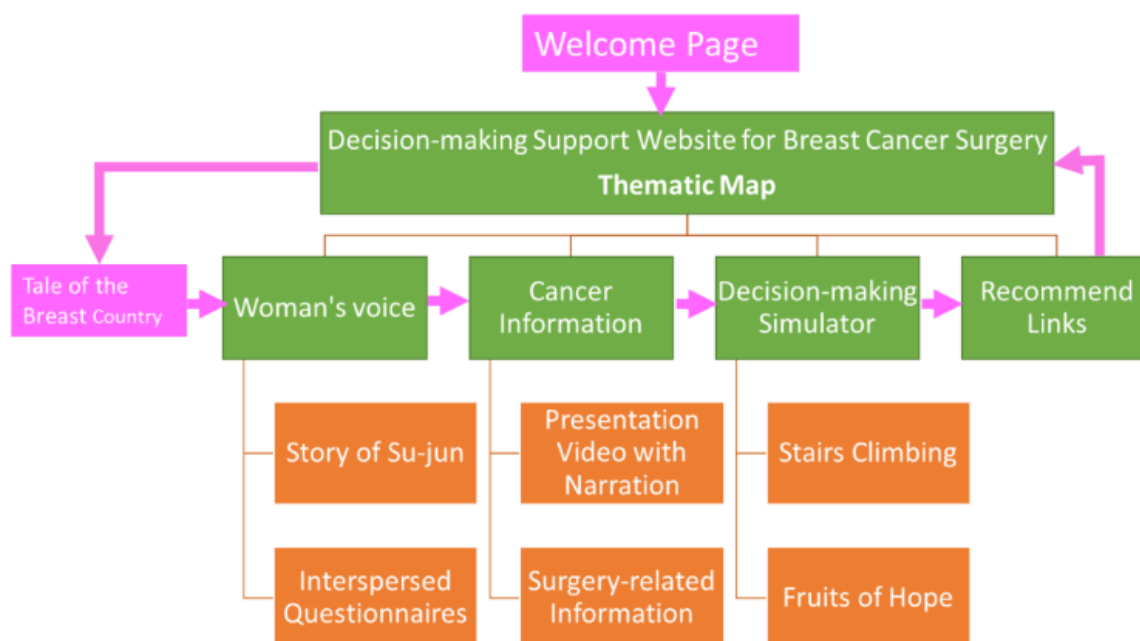 Welcome Page
Decision-making Support Website for Breast Cancer Surgery
Thematic Map
Tale of the
Breast Country
Woman's voice
Cancer
Information
Decision-making
Simulator
Recommend
Links
Story of Su-jun
Presentation
Video with
Narration
Stairs Climbing
Interspersed
Questionnaires
Surgery-related
Information
Fruits of Hope